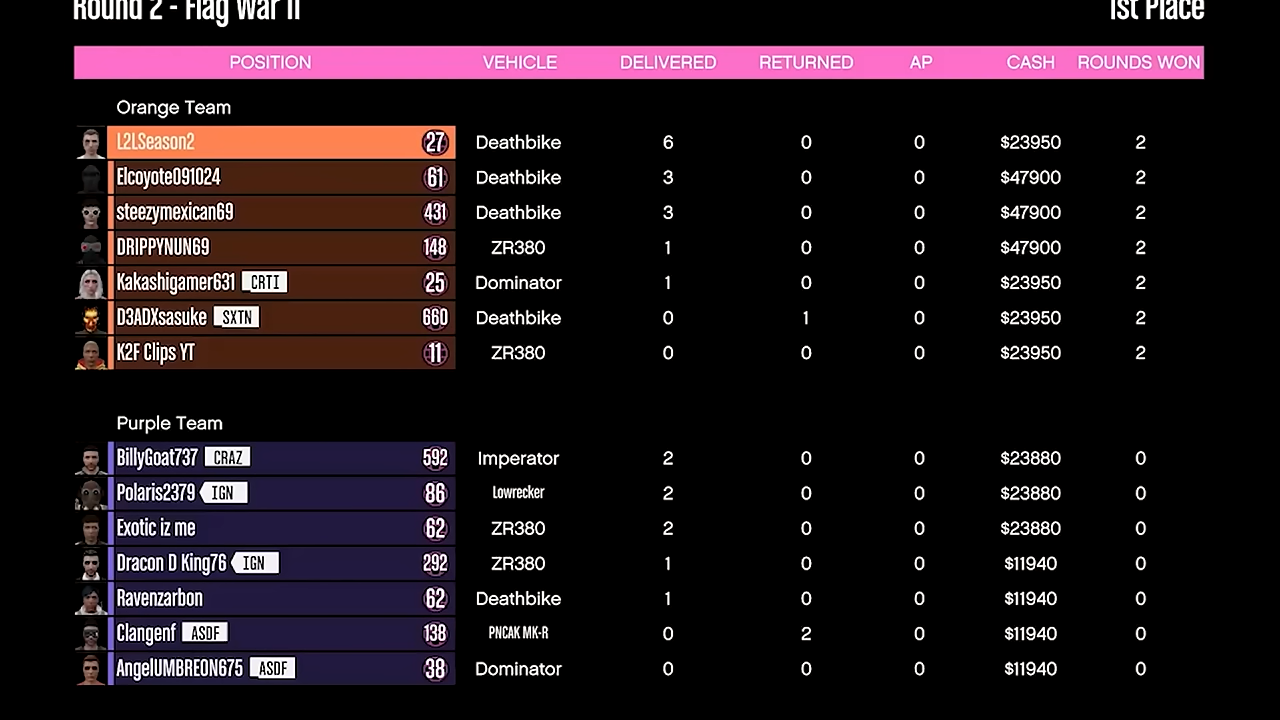 Round 2 - Flag War II 1st Place
POSITION VEHICLE DELIVERED RETURNED AP CASH ROUNDS WON
Orange Team
L2LSeason2 27 Deathbike 6 0 0 $23950 2
Elcoyote091024 61 Deathbike 3 0 0 $47900 2
steezymexican69 431 Deathbike 3 0 0 $47900 2
DRIPPYNUN69 148 ZR380 1 0 0 $47900 2
Kakashigamer631 CRTI 25 Dominator 1 0 0 $23950 2
D3ADXsasuke SXTN 660 Deathbike 0 1 0 $23950 2
K2F Clips YT 11 ZR380 0 0 0 $23950 2
Purple Team
BillyGoat737 CRAZ 592 Imperator 2 0 0 $23880 0
Polaris2379 IGN 86 Lowrecker 2 0 0 $23880 0
Exotic iz me 62 ZR380 2 0 0 $23880 0
Dracon D King76 IGN 292 ZR380 1 0 0 $11940 0
Ravenzarbon 62 Deathbike 1 0 0 $11940 0
Clangenf ASDF 138 PNCAK MK-R 0 2 0 $11940 0
AngelUMBREON675 ASDF 38 Dominator 0 0 0 $11940 0